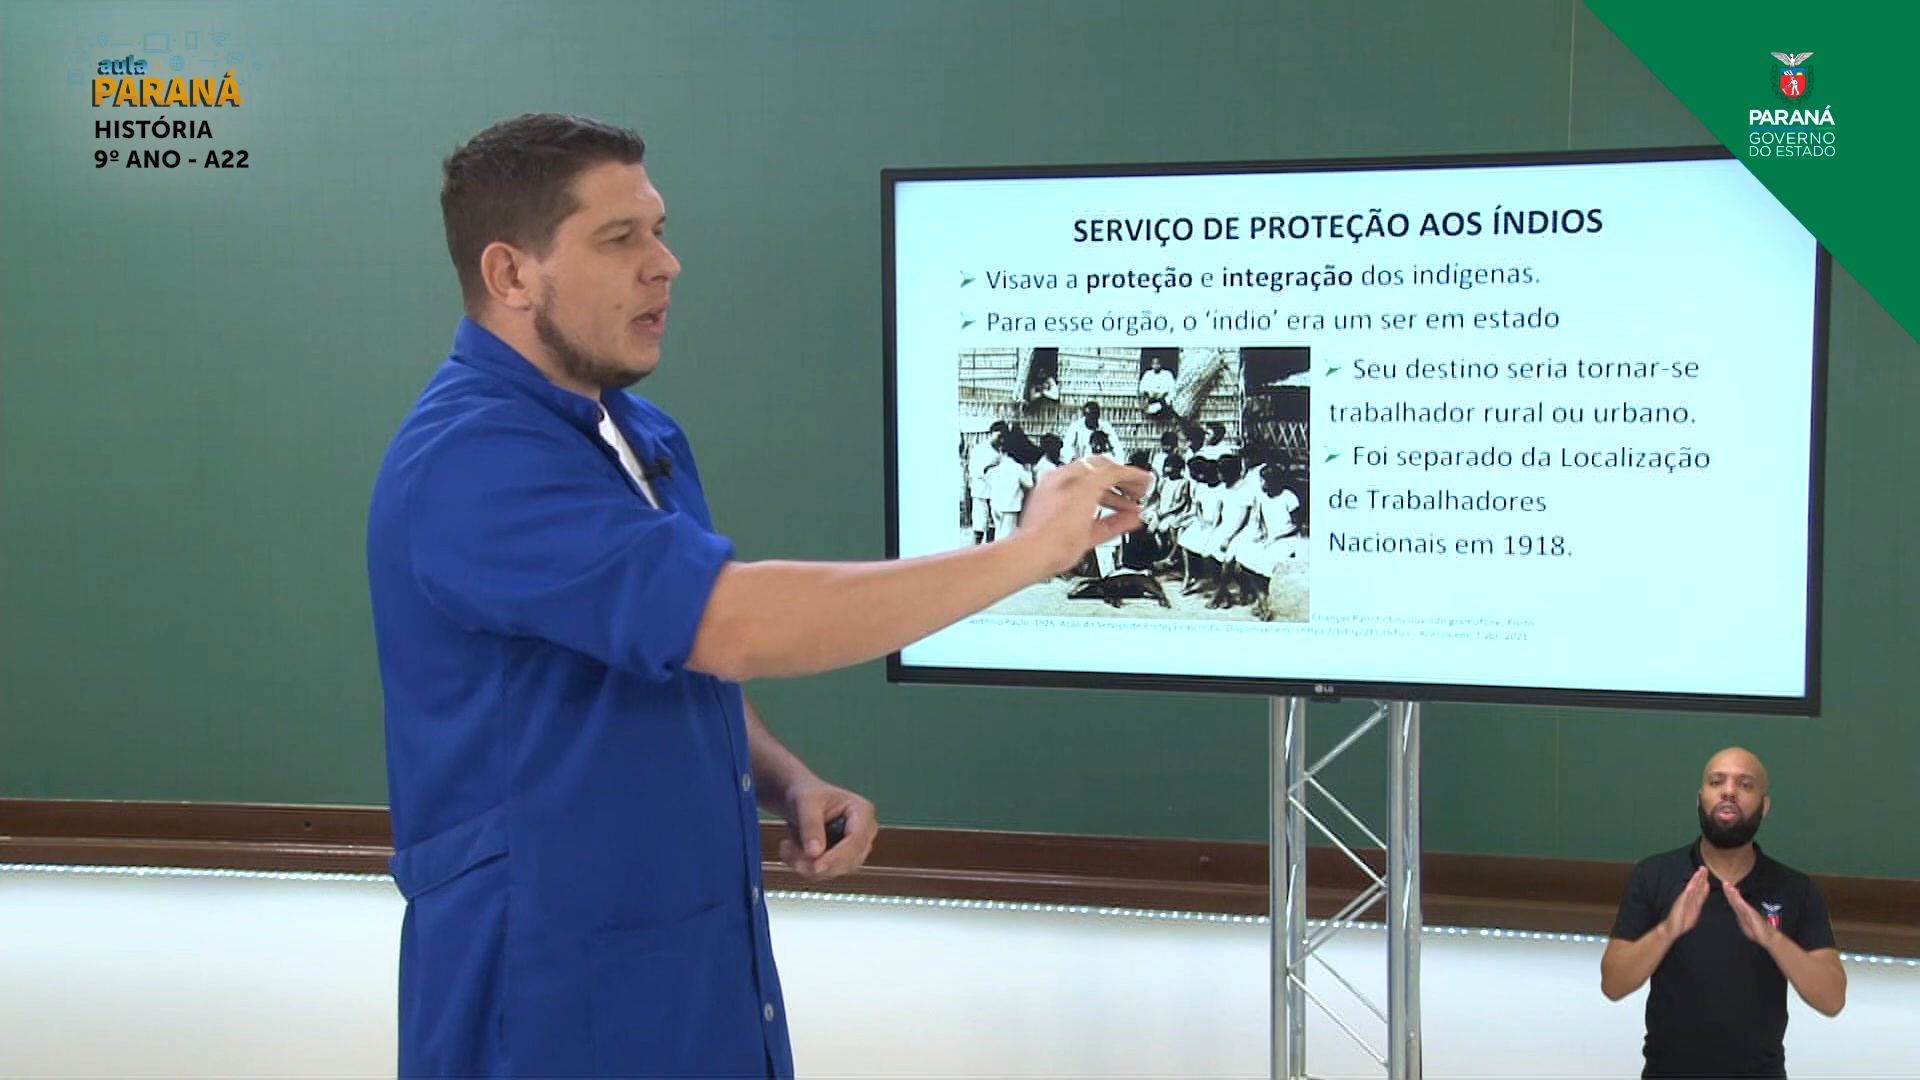 aula
PARANÁ
HISTÓRIA
9º ANO - A22
PARANÁ
GOVERNO
DO ESTADO
SERVIÇO DE PROTEÇÃO AOS ÍNDIOS
Visava a proteção e integração dos indígenas.
Para esse órgão, o ‘índio’ era um ser em estado
Seu destino seria tornar-se
trabalhador rural ou urbano.
Foi separado da Localização
de Trabalhadores
Nacionais em 1918.
LG